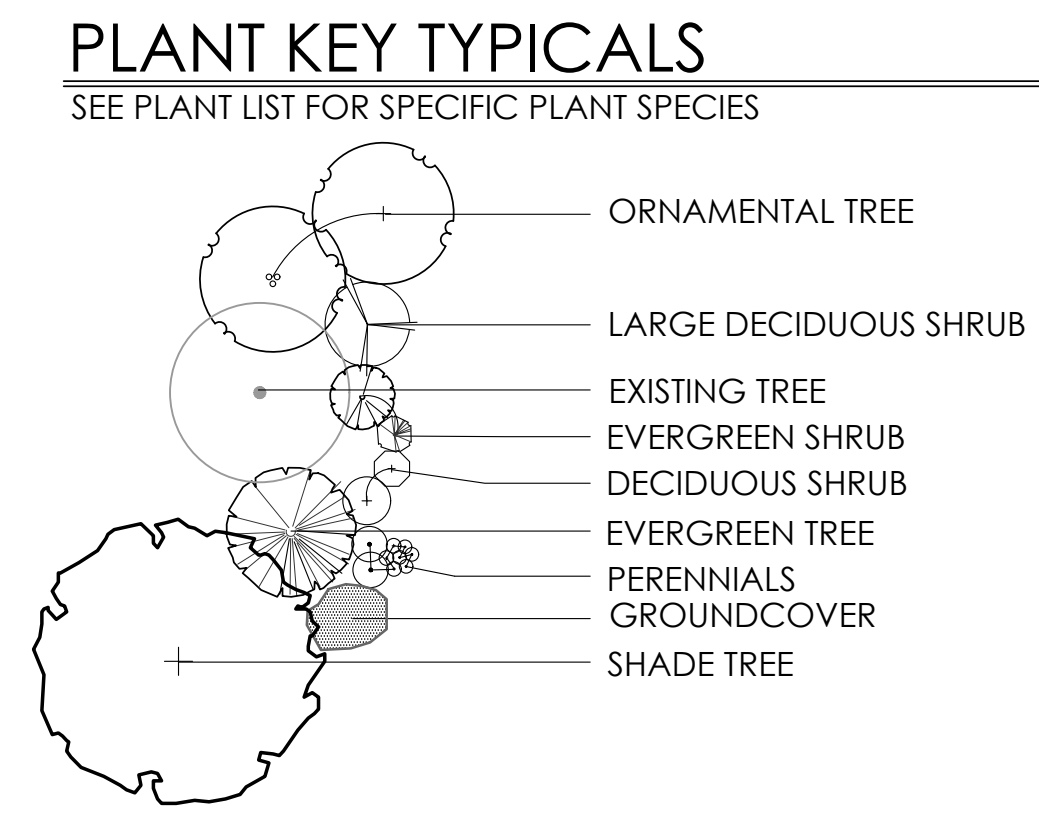 PLANT KEY TYPICALS
SEE PLANT LIST FOR SPECIFIC PLANT SPECIES
ORNAMENTAL TREE
LARGE DECIDUOUS SHRUB
EXISTING TREE
EVERGREEN SHRUB
DECIDUOUS SHRUB
EVERGREEN TREE
PERENNIALS
GROUNDCOVER
SHADE TREE